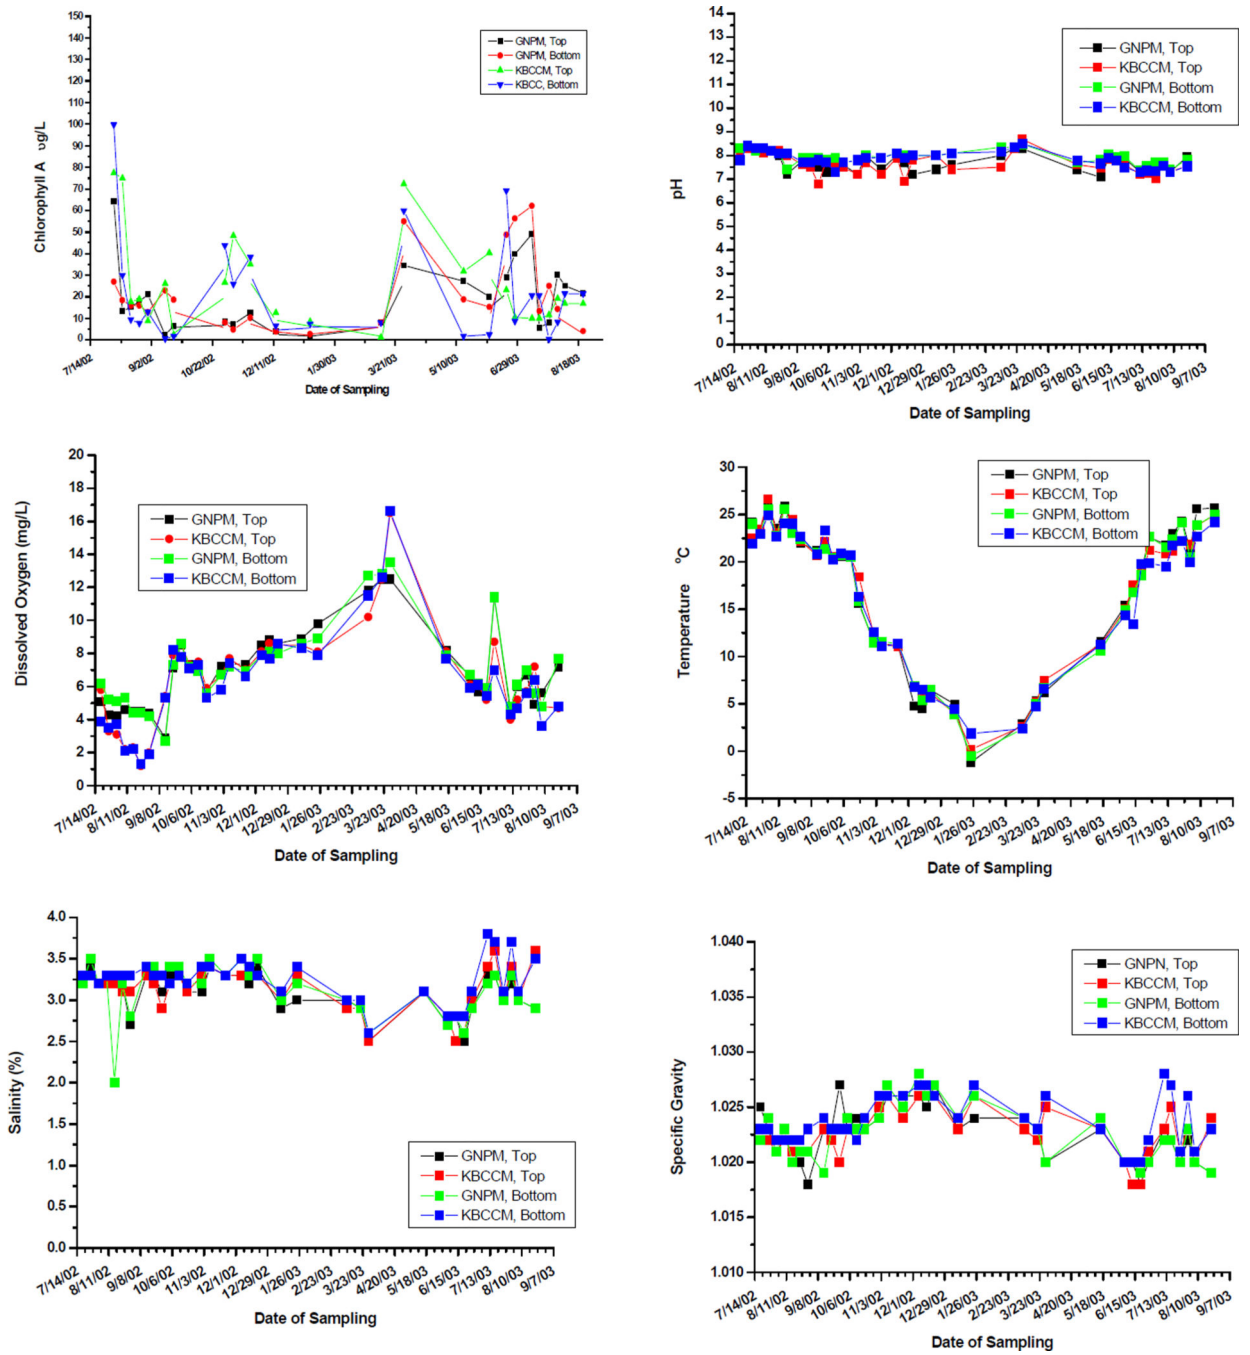 150
140
130
120
110
100
90
80
70
60
50
40
30
20
10
0
Chlorophyll A ug/L
GNPM, Top
GNPM, Bottom
KBCCM, Top
KBCC, Bottom
7/14/02 9/2/02 10/22/02 12/11/02 1/30/03 3/21/03 5/10/03 6/29/03 8/18/03
Date of Sampling
14
13
12
11
10
9
8
7
6
5
4
3
2
1
0
pH
GNPM, Top
KBCCM, Top
GNPM, Bottom
KBCCM, Bottom
7/14/02 8/11/02 9/8/02 10/6/02 11/3/02 12/1/02 12/29/02 1/26/03 2/23/03 3/23/03 4/20/03 5/18/03 6/15/03 7/13/03 8/10/03 9/7/03
Date of Sampling
20
18
16
14
12
10
8
6
4
2
0
Dissolved Oxygen (mg/L)
GNPM, Top
KBCCM, Top
GNPM, Bottom
KBCCM, Bottom
7/14/02 8/11/02 9/8/02 10/6/02 11/3/02 12/1/02 12/29/02 1/26/03 2/23/03 3/23/03 4/20/03 5/18/03 6/15/03 7/13/03 8/10/03 9/7/03
Date of Sampling
30
25
20
15
10
5
0
-5
Temperature °C
GNPM, Top
KBCCM, Top
GNPM, Bottom
KBCCM, Bottom
7/14/02 8/11/02 9/8/02 10/6/02 11/3/02 12/1/02 12/29/02 1/26/03 2/23/03 3/23/03 4/20/03 5/18/03 6/15/03 7/13/03 8/10/03 9/7/03
Date of Sampling
4.0
3.5
3.0
2.5
2.0
1.5
1.0
0.5
0.0
Salinity (%)
GNPM, Top
KBCCM, Top
GNPM, Bottom
KBCCM, Bottom
7/14/02 8/11/02 9/8/02 10/6/02 11/3/02 12/1/02 12/29/02 1/26/03 2/23/03 3/23/03 4/20/03 5/18/03 6/15/03 7/13/03 8/10/03 9/7/03
Date of Sampling
1.040
1.035
1.030
1.025
1.020
1.015
1.010
Specific Gravity
GNPN, Top
KBCCM, Top
GNPM, Bottom
KBCCM, Bottom
7/14/02 8/11/02 9/8/02 10/6/02 11/3/02 12/1/02 12/29/02 1/26/03 2/23/03 3/23/03 4/20/03 5/18/03 6/15/03 7/13/03 8/10/03 9/7/03
Date of Sampling